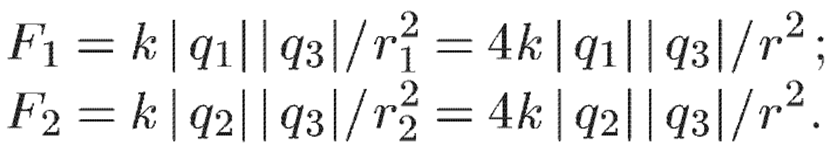 F₁ = k | q₁| | q₃|/r₁² = 4k | q₁| | q₃|/r²;
F₂ = k | q₂| | q₃|/r₂² = 4k | q₂| | q₃|/r².